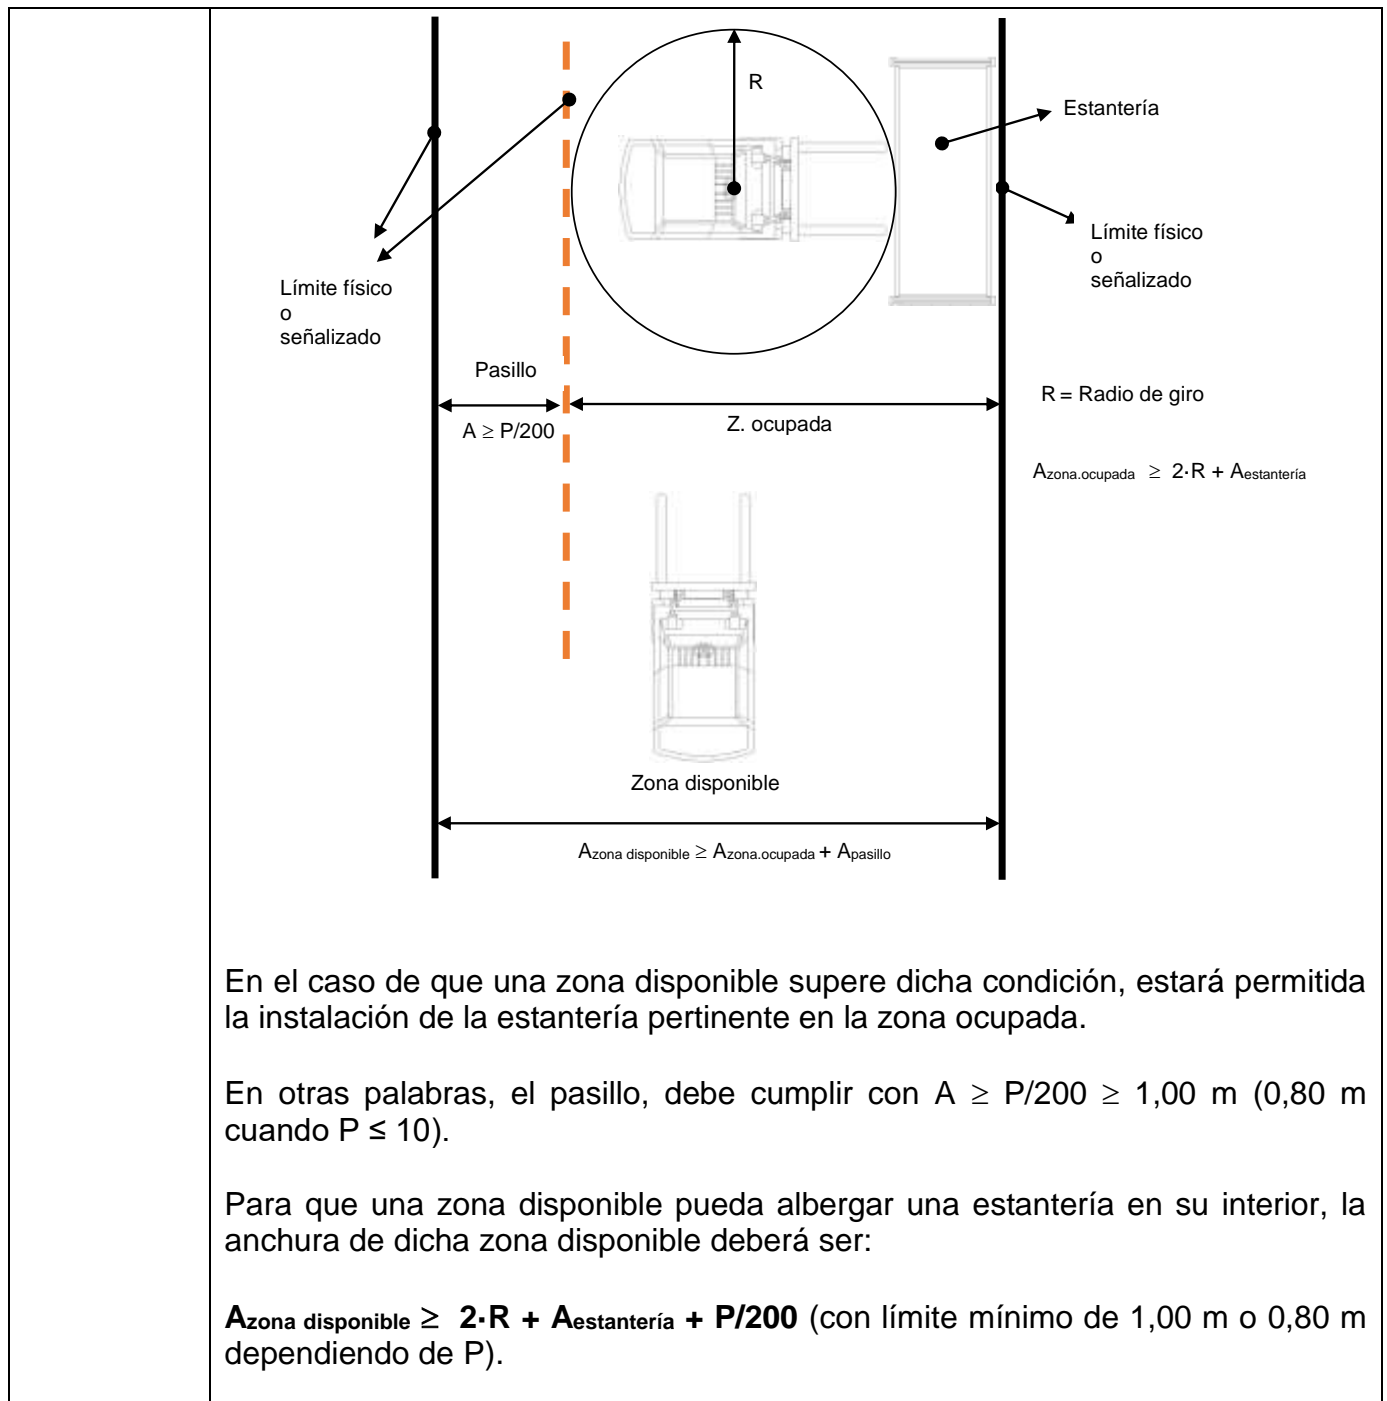 R
Estantería
Límite físico
o
señalizado
Límite físico
o
señalizado
Pasillo
R = Radio de giro
A ≥ P/200
Z. ocupada
Azona.ocupada ≥ 2·R + Aestantería
Zona disponible
Azona disponible ≥ Azona.ocupada + Apasillo
En el caso de que una zona disponible supere dicha condición, estará permitida
la instalación de la estantería pertinente en la zona ocupada.
En otras palabras, el pasillo, debe cumplir con A ≥ P/200 ≥ 1,00 m (0,80 m
cuando P ≤ 10).
Para que una zona disponible pueda albergar una estantería en su interior, la
anchura de dicha zona disponible deberá ser:
Azona disponible ≥ 2·R + Aestantería + P/200 (con límite mínimo de 1,00 m o 0,80 m
dependiendo de P).